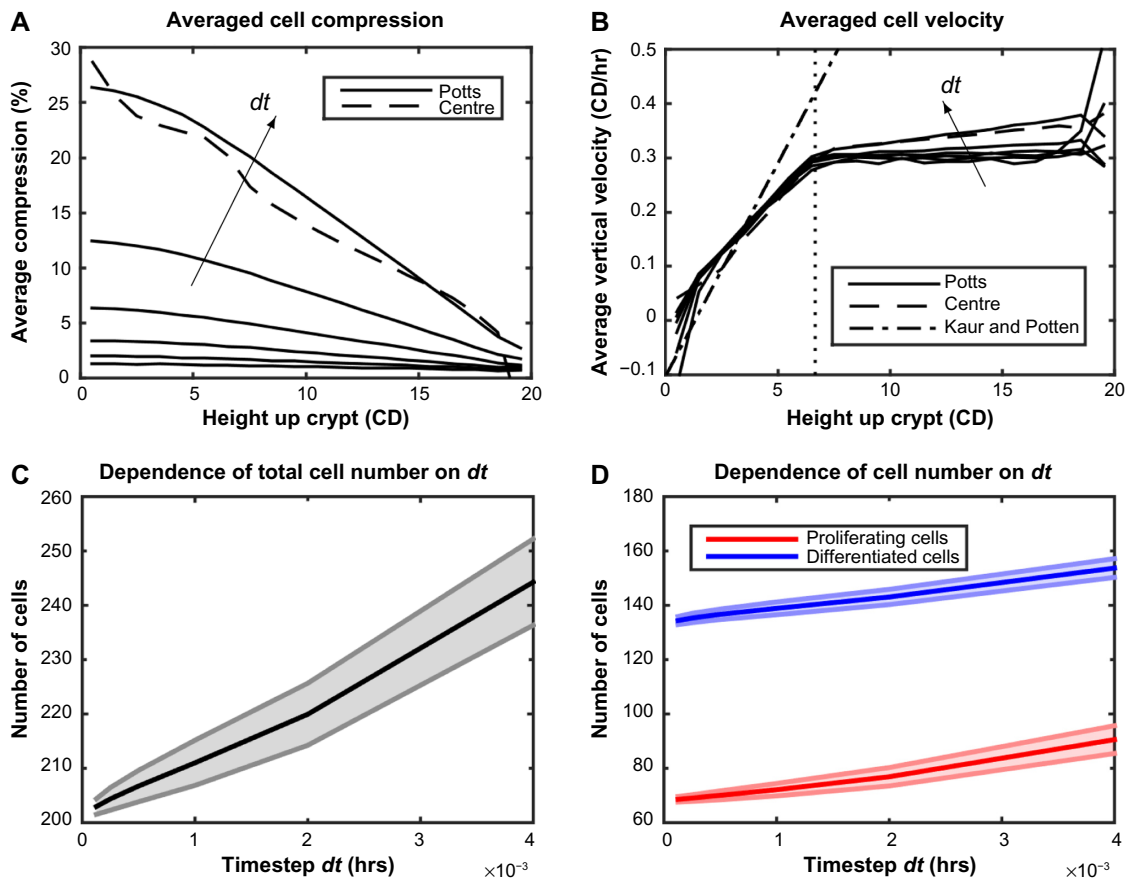 A
Averaged cell compression
30
25
20
15
10
5
0
Average compression (%)
dt
Potts
Centre
0
5
10
15
20
Height up crypt (CD)
B
Averaged cell velocity
0.5
0.4
0.3
0.2
0.1
0
−0.1
Average vertical velocity (CD/hr)
dt
Potts
Centre
Kaur and Potten
0
5
10
15
20
Height up crypt (CD)
C
Dependence of total cell number on dt
260
250
240
230
220
210
200
Number of cells
0
1
2
3
4
Timestep dt (hrs)
×10⁻³
D
Dependence of cell number on dt
180
160
140
120
100
80
60
Number of cells
Proliferating cells
Differentiated cells
0
1
2
3
4
Timestep dt (hrs)
×10⁻³